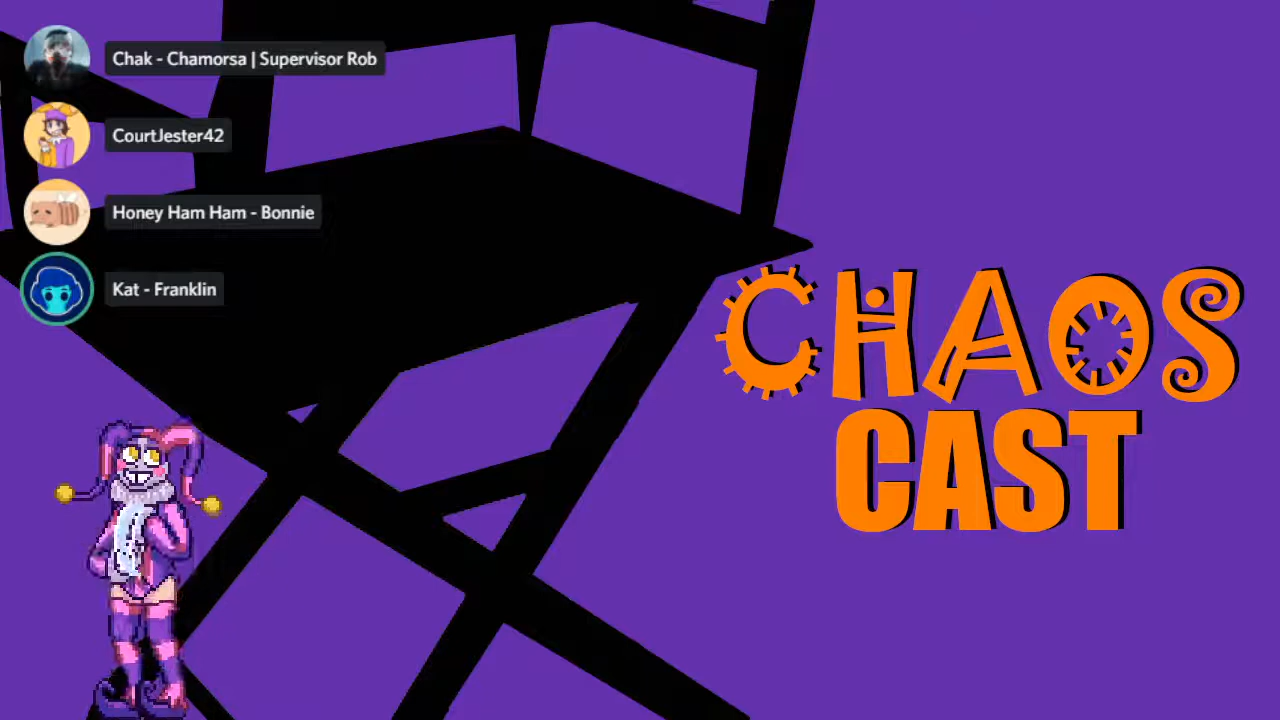 Chak - Chamorsa | Supervisor Rob
CourtJester42
Honey Ham Ham - Bonnie
Kat - Franklin
CHAOS
CAST